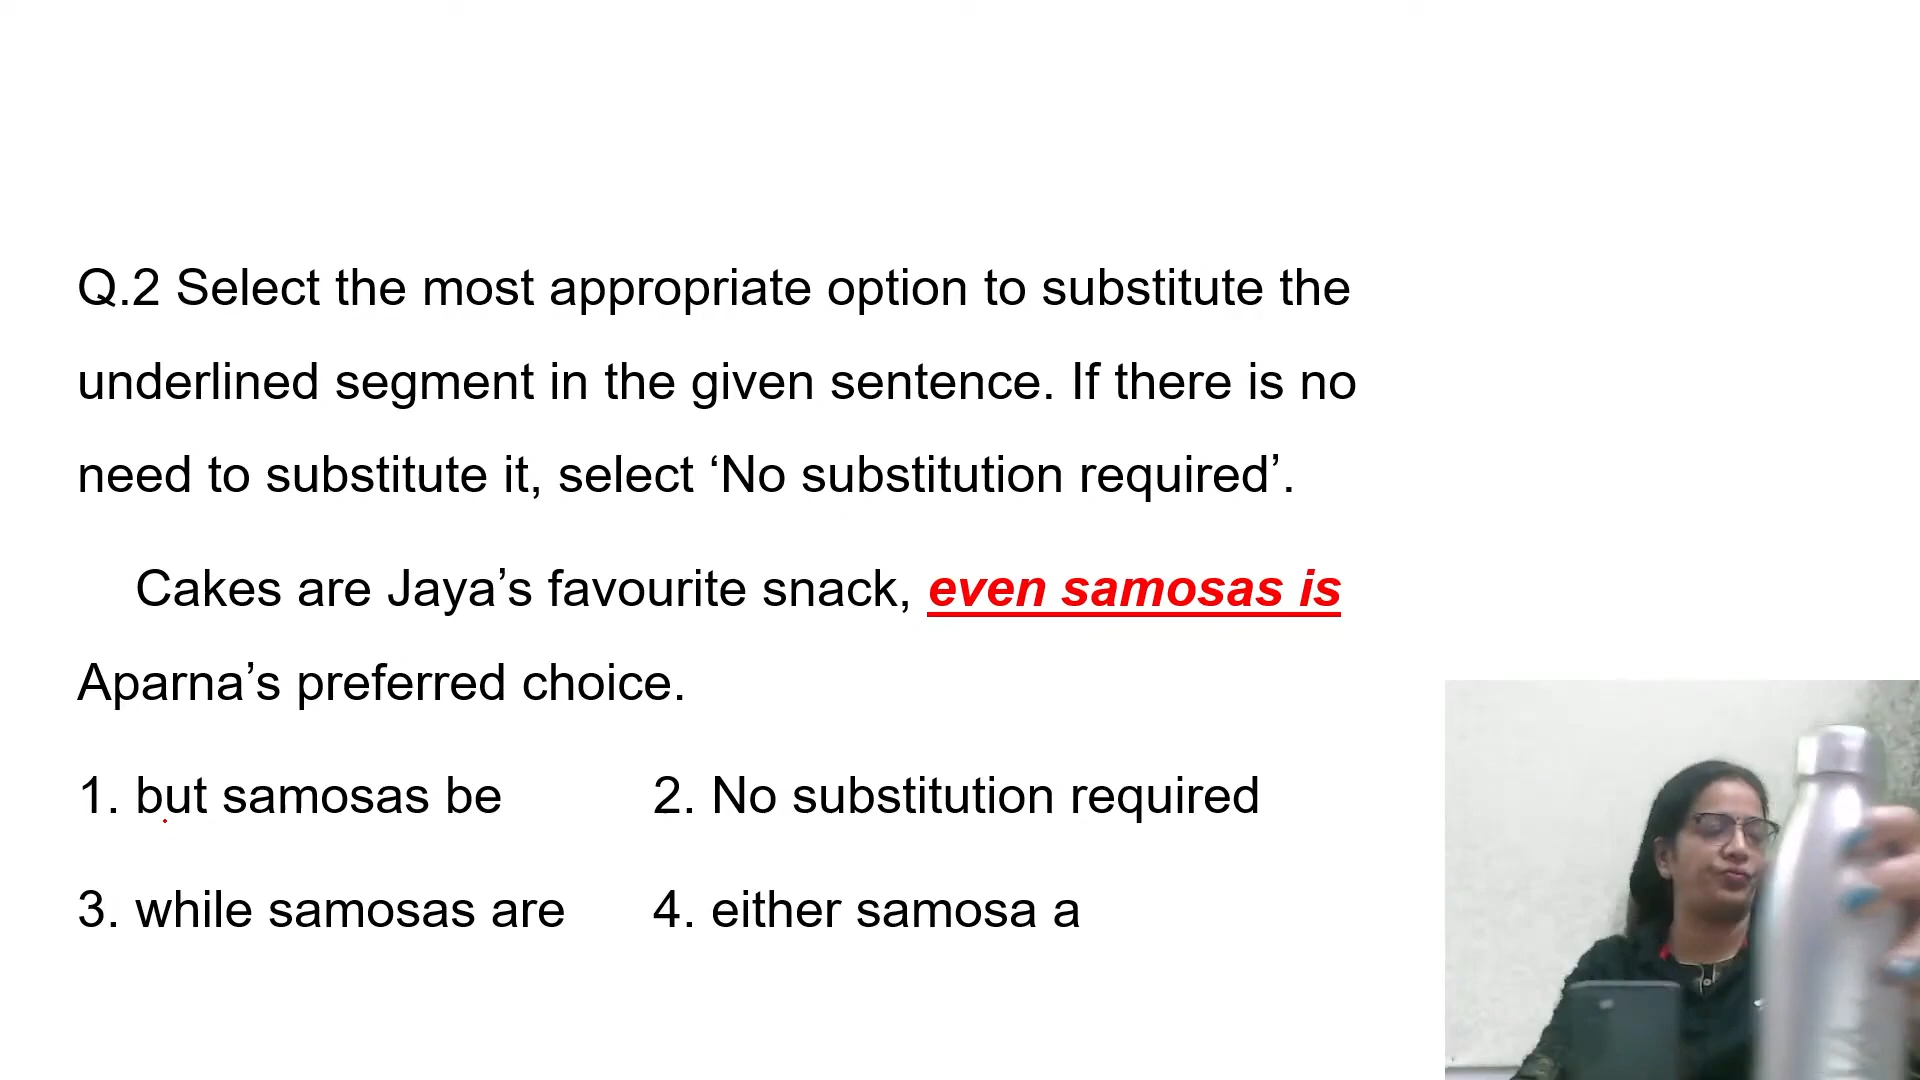 Q.2 Select the most appropriate option to substitute the
underlined segment in the given sentence. If there is no
need to substitute it, select ‘No substitution required’.
Cakes are Jaya’s favourite snack, even samosas is
Aparna’s preferred choice.
1. but samosas be 2. No substitution required
3. while samosas are 4. either samosa a